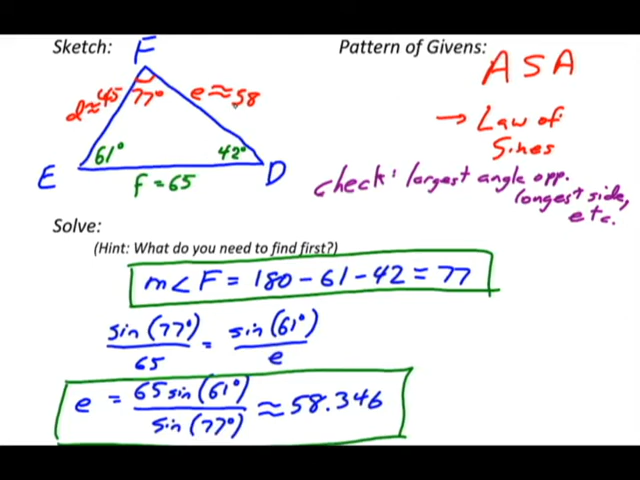 Sketch:
Pattern of Givens:
F
A S A
d ≈ 45
77°
e ≈ 58
→ Law of
Sines
61°
42°
E
D
f = 65
check: largest angle opp.
longest side,
etc.
Solve:
(Hint: What do you need to find first?)
m∠F = 180 - 61 - 42 = 77
sin(77°)/65 = sin(61°)/e
e = 65 sin(61°)/sin(77°) ≈ 58.346